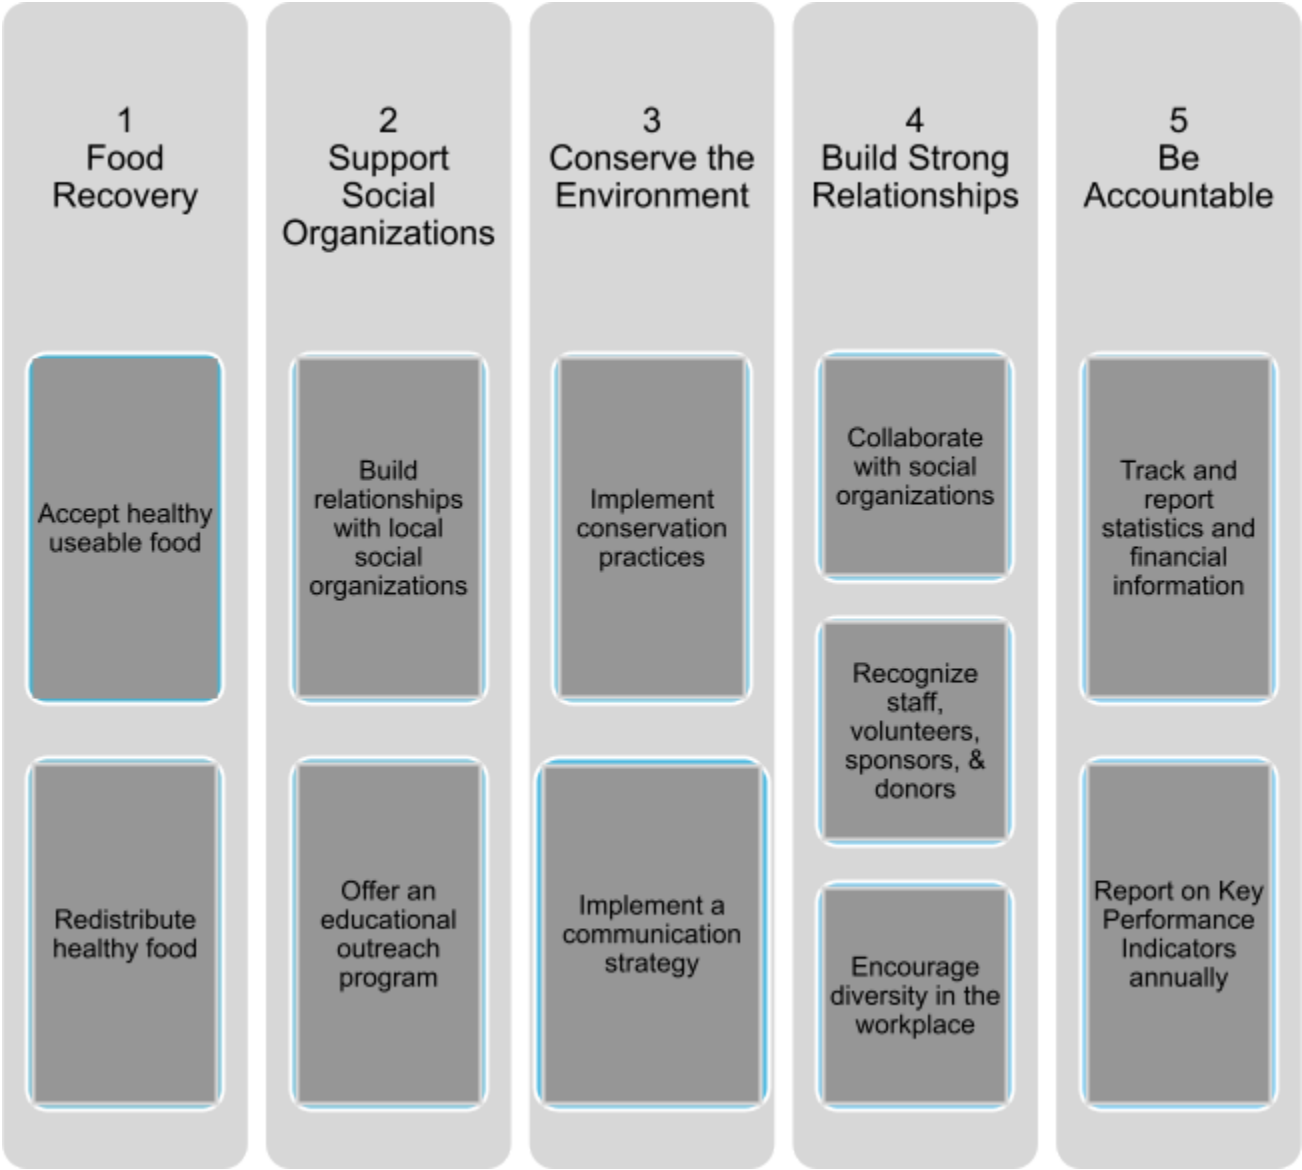 1
Food
Recovery
Accept healthy
useable food
Redistribute
healthy food
2
Support
Social
Organizations
Build
relationships
with local
social
organizations
Offer an
educational
outreach
program
3
Conserve the
Environment
Implement
conservation
practices
Implement a
communication
strategy
4
Build Strong
Relationships
Collaborate
with social
organizations
Recognize
staff,
volunteers,
sponsors, &
donors
Encourage
diversity in the
workplace
5
Be
Accountable
Track and
report
statistics and
financial
information
Report on Key
Performance
Indicators
annually